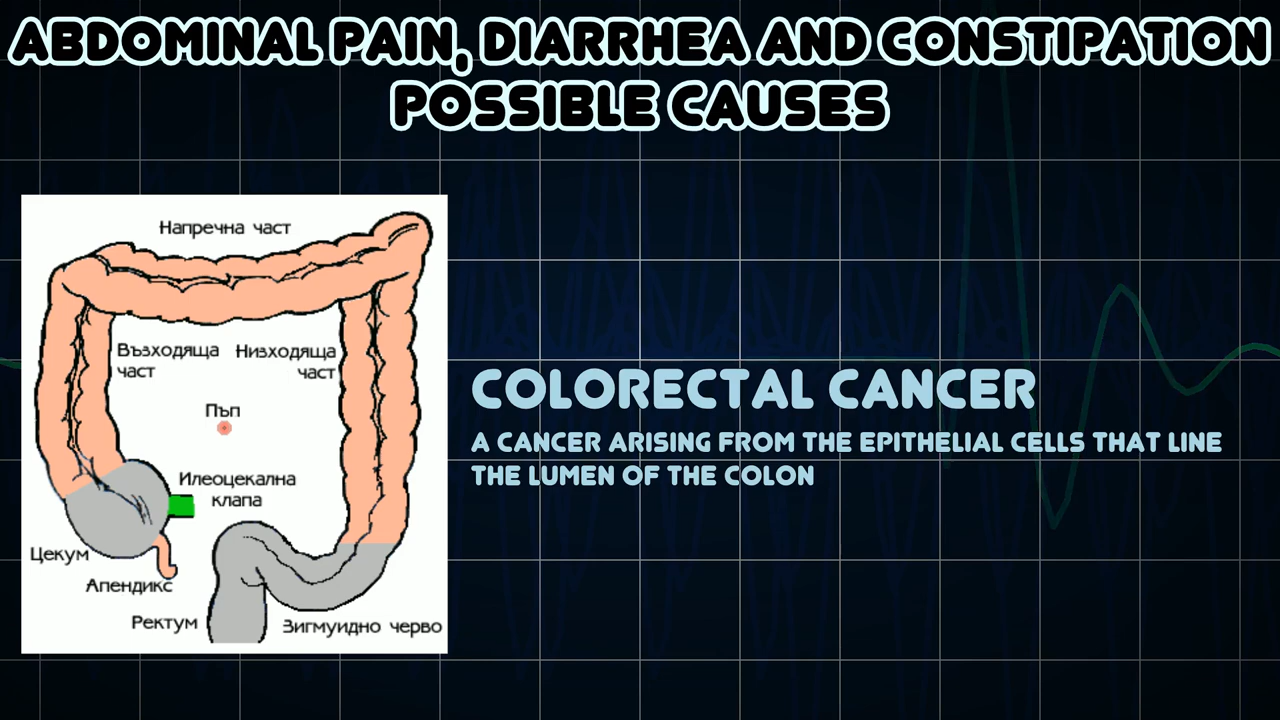 ABDOMINAL PAIN, DIARRHEA AND CONSTIPATION
POSSIBLE CAUSES
Напречна част
Възходяща
част
Низходяща
част
Пъп
Илеоцекална
клапа
Цекум
Апендикс
Ректум
Зигмуидно черво
COLORECTAL CANCER
A CANCER ARISING FROM THE EPITHELIAL CELLS THAT LINE
THE LUMEN OF THE COLON